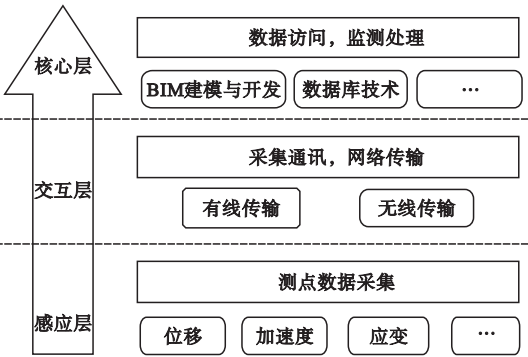 数据访问，监测处理
核心层
BIM建模与开发 数据库技术 …
采集通讯，网络传输
交互层
有线传输 无线传输
测点数据采集
感应层
位移 加速度 应变 …